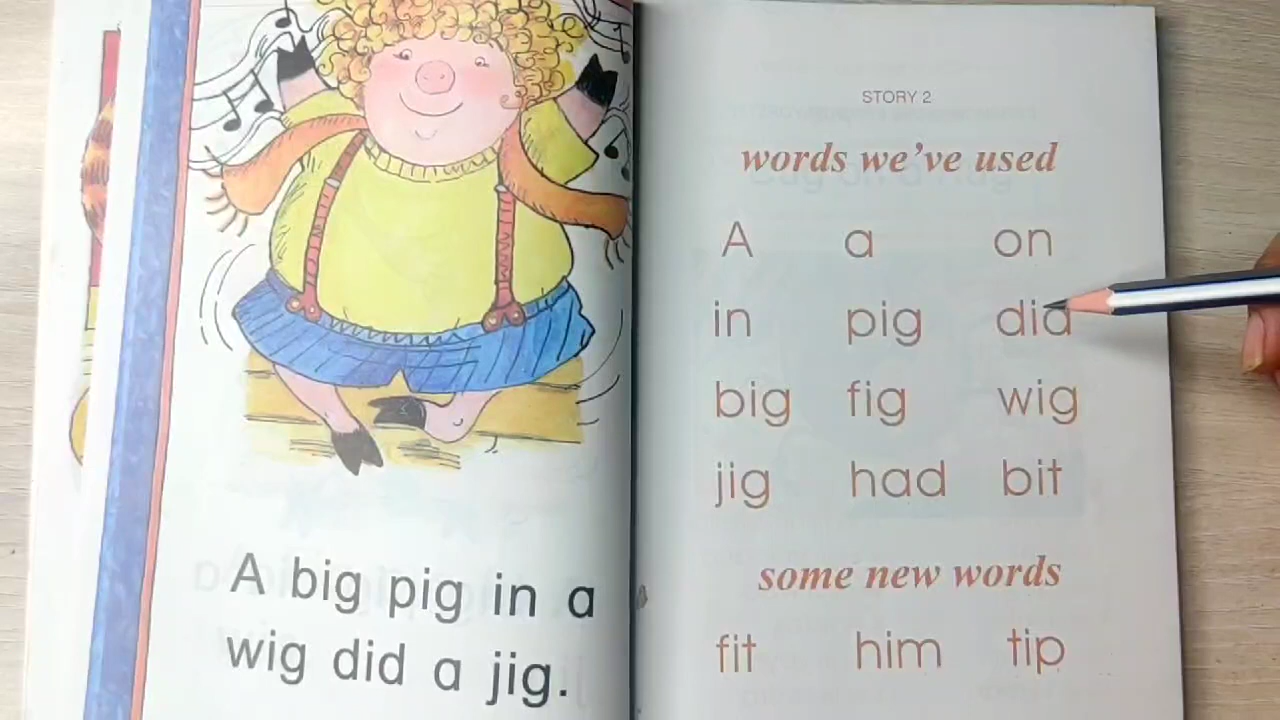 A big pig in a
wig did a jig.
STORY 2
words we've used
A a on
in pig did
big fig wig
jig had bit
some new words
fit him tip